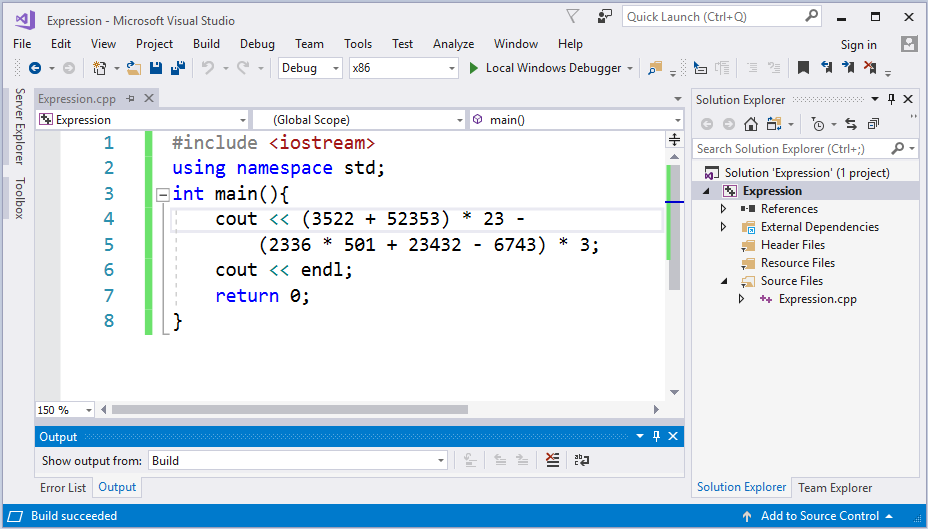 Expression - Microsoft Visual Studio
Quick Launch (Ctrl+Q)
File Edit View Project Build Debug Team Tools Test Analyze Window Help
Sign in
Debug x86 Local Windows Debugger
Server Explorer
Toolbox
Expression.cpp
Expression (Global Scope) main()
1 #include <iostream>
2 using namespace std;
3 int main(){
4 cout << (3522 + 52353) * 23 -
5 (2336 * 501 + 23432 - 6743) * 3;
6 cout << endl;
7 return 0;
8 }
150 %
Output
Show output from: Build
Error List Output
Solution Explorer
Search Solution Explorer (Ctrl+;)
Solution 'Expression' (1 project)
Expression
References
External Dependencies
Header Files
Resource Files
Source Files
Expression.cpp
Solution Explorer Team Explorer
Build succeeded
Add to Source Control